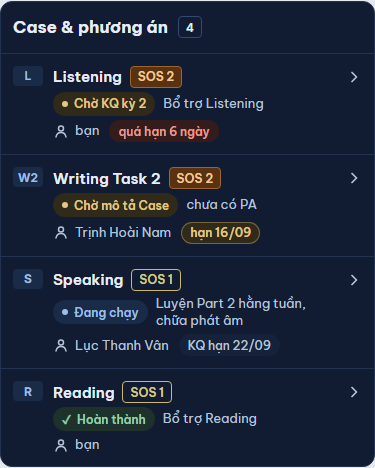 Case & phương án 4
L Listening SOS 2
Chờ KQ kỳ 2 Bổ trợ Listening
bạn quá hạn 6 ngày
W2 Writing Task 2 SOS 2
Chờ mô tả Case chưa có PA
Trịnh Hoài Nam hạn 16/09
S Speaking SOS 1
Đang chạy Luyện Part 2 hằng tuần,
chữa phát âm
Lục Thanh Vân KQ hạn 22/09
R Reading SOS 1
✓ Hoàn thành Bổ trợ Reading
bạn